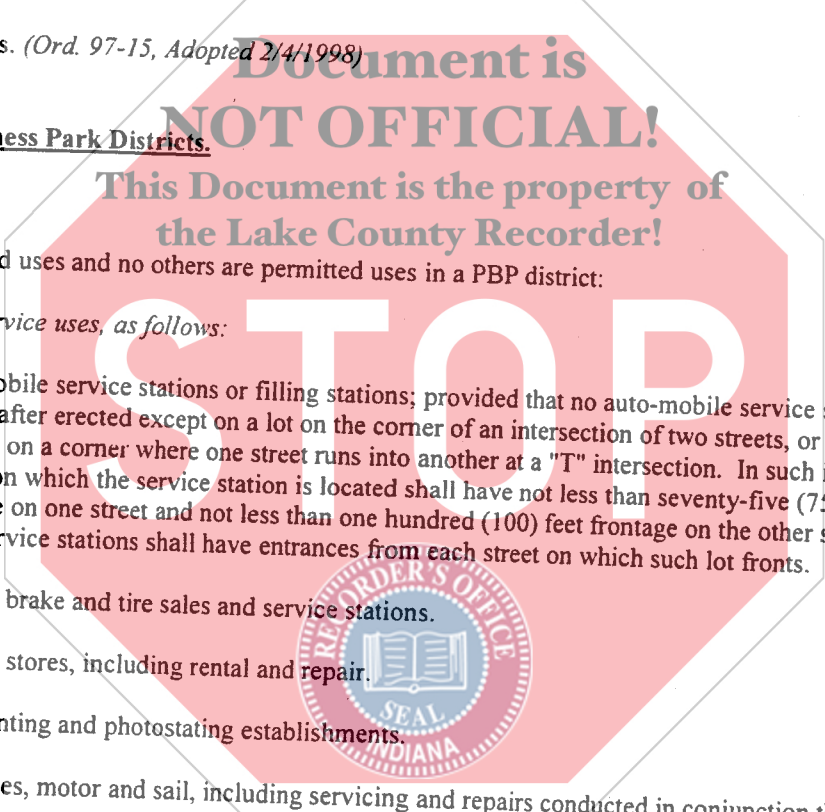 s. (Ord. 97-15, Adopted 2/4/1998)
Document is
NOT OFFICIAL!
ess Park Districts.
This Document is the property of
the Lake County Recorder!
d uses and no others are permitted uses in a PBP district:
vice uses, as follows:
STOP
obile service stations or filling stations; provided that no auto-mobile service
after erected except on a lot on the corner of an intersection of two streets, or
on a corner where one street runs into another at a "T" intersection. In such
on which the service station is located shall have not less than seventy-five (75
on one street and not less than one hundred (100) feet frontage on the other s
rvice stations shall have entrances from each street on which such lot fronts.
brake and tire sales and service stations.
RECORDER'S OFFICE
stores, including rental and repair.
SEAL
nting and photostating establishments.
INDIANA
es, motor and sail, including servicing and repairs conducted in conjunction